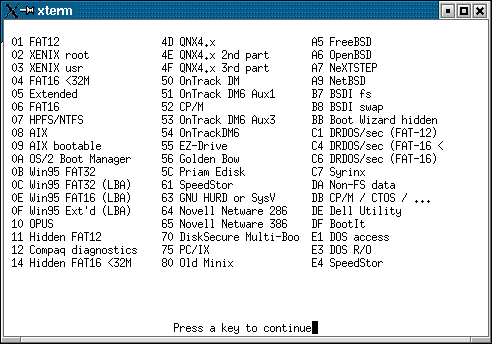 xterm
01 FAT12 4D QNX4.x A5 FreeBSD
02 XENIX root 4E QNX4.x 2nd part A6 OpenBSD
03 XENIX usr 4F QNX4.x 3rd part A7 NeXTSTEP
04 FAT16 <32M 50 OnTrack DM A9 NetBSD
05 Extended 51 OnTrack DM6 Aux1 B7 BSDI fs
06 FAT16 52 CP/M B8 BSDI swap
07 HPFS/NTFS 53 OnTrack DM6 Aux3 BB Boot Wizard hidden
08 AIX 54 OnTrackDM6 C1 DRDOS/sec (FAT-12)
09 AIX bootable 55 EZ-Drive C4 DRDOS/sec (FAT-16 <
0A OS/2 Boot Manager 56 Golden Bow C6 DRDOS/sec (FAT-16)
0B Win95 FAT32 5C Priam Edisk C7 Syrinx
0C Win95 FAT32 (LBA) 61 SpeedStor DA Non-FS data
0E Win95 FAT16 (LBA) 63 GNU HURD or SysV DB CP/M / CTOS / ...
0F Win95 Ext'd (LBA) 64 Novell Netware 286 DE Dell Utility
10 OPUS 65 Novell Netware 386 DF BootIt
11 Hidden FAT12 70 DiskSecure Multi-Boo E1 DOS access
12 Compaq diagnostics 75 PC/IX E3 DOS R/O
14 Hidden FAT16 <32M 80 Old Minix E4 SpeedStor
Press a key to continue